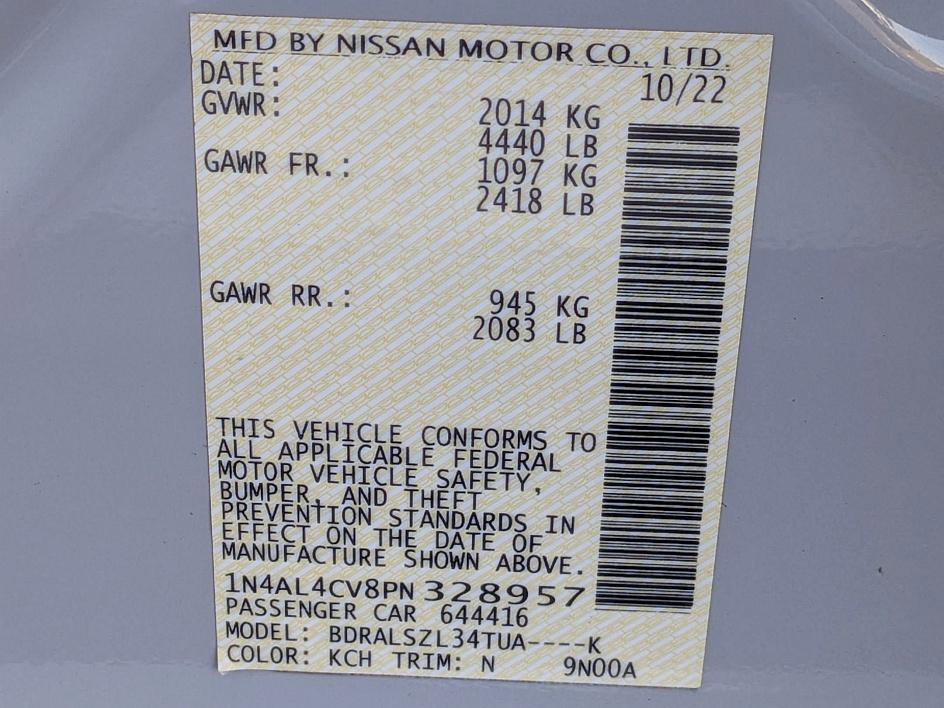 MFD BY NISSAN MOTOR CO., LTD.
DATE: 10/22
GVWR: 2014 KG
4440 LB
GAWR FR.: 1097 KG
2418 LB
GAWR RR.: 945 KG
2083 LB
THIS VEHICLE CONFORMS TO
ALL APPLICABLE FEDERAL
MOTOR VEHICLE SAFETY,
BUMPER, AND THEFT
PREVENTION STANDARDS IN
EFFECT ON THE DATE OF
MANUFACTURE SHOWN ABOVE.
1N4AL4CV8PN 328957
PASSENGER CAR 644416
MODEL: BDRALSZL34TUA----K
COLOR: KCH TRIM: N 9N00A